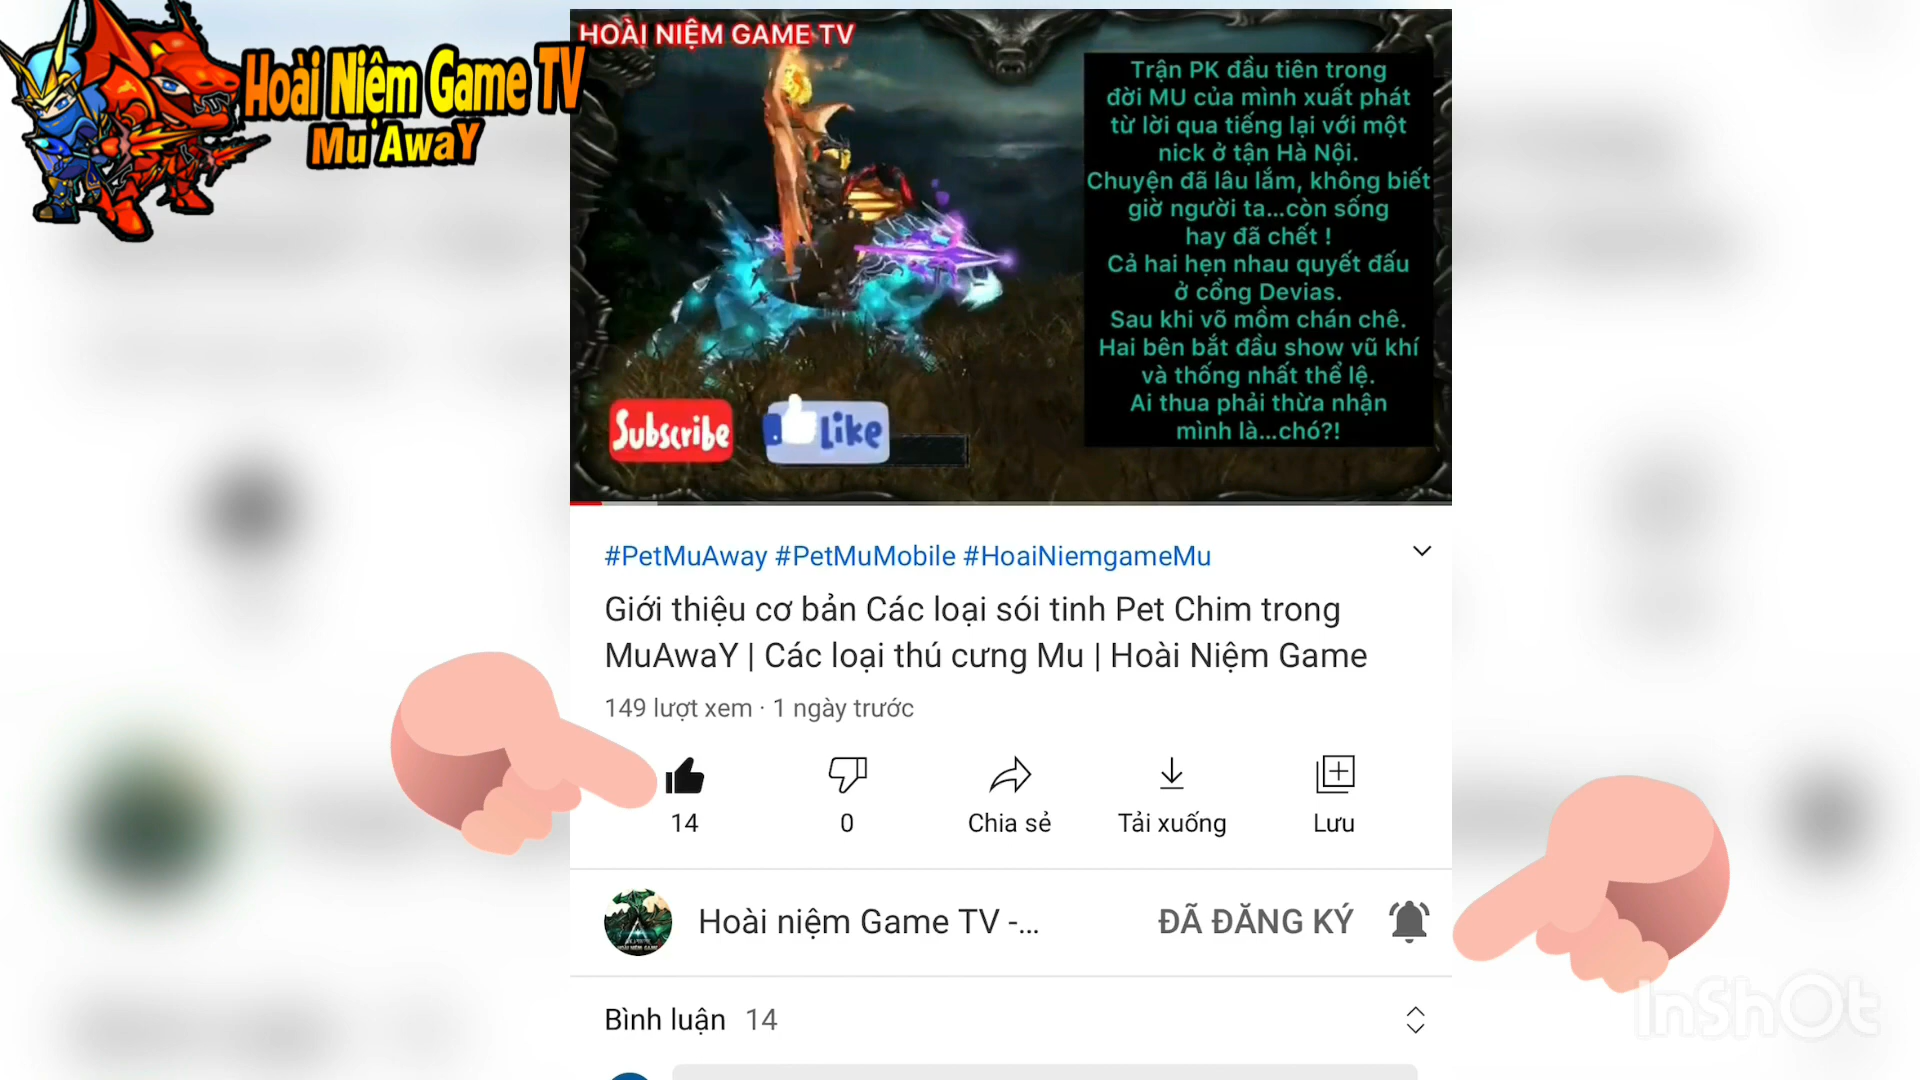 Hoài Niệm Game TV
Mu AwaY
HOÀI NIỆM GAME TV
Trận PK đầu tiên trong
đời MU của mình xuất phát
từ lời qua tiếng lại với một
nick ở tận Hà Nội.
Chuyện đã lâu lắm, không biết
giờ người ta...còn sống
hay đã chết !
Cả hai hẹn nhau quyết đấu
ở cổng Devias.
Sau khi võ mồm chán chê.
Hai bên bắt đầu show vũ khí
và thống nhất thể lệ.
Ai thua phải thừa nhận
mình là...chó?!
Subscribe
Like
#PetMuAway #PetMuMobile #HoaiNiemgameMu
Giới thiệu cơ bản Các loại sói tinh Pet Chim trong
MuAwaY | Các loại thú cưng Mu | Hoài Niệm Game
149 lượt xem · 1 ngày trước
14
0
Chia sẻ
Tải xuống
Lưu
Hoài niệm Game TV -...
ĐÃ ĐĂNG KÝ
Bình luận 14
InShOt